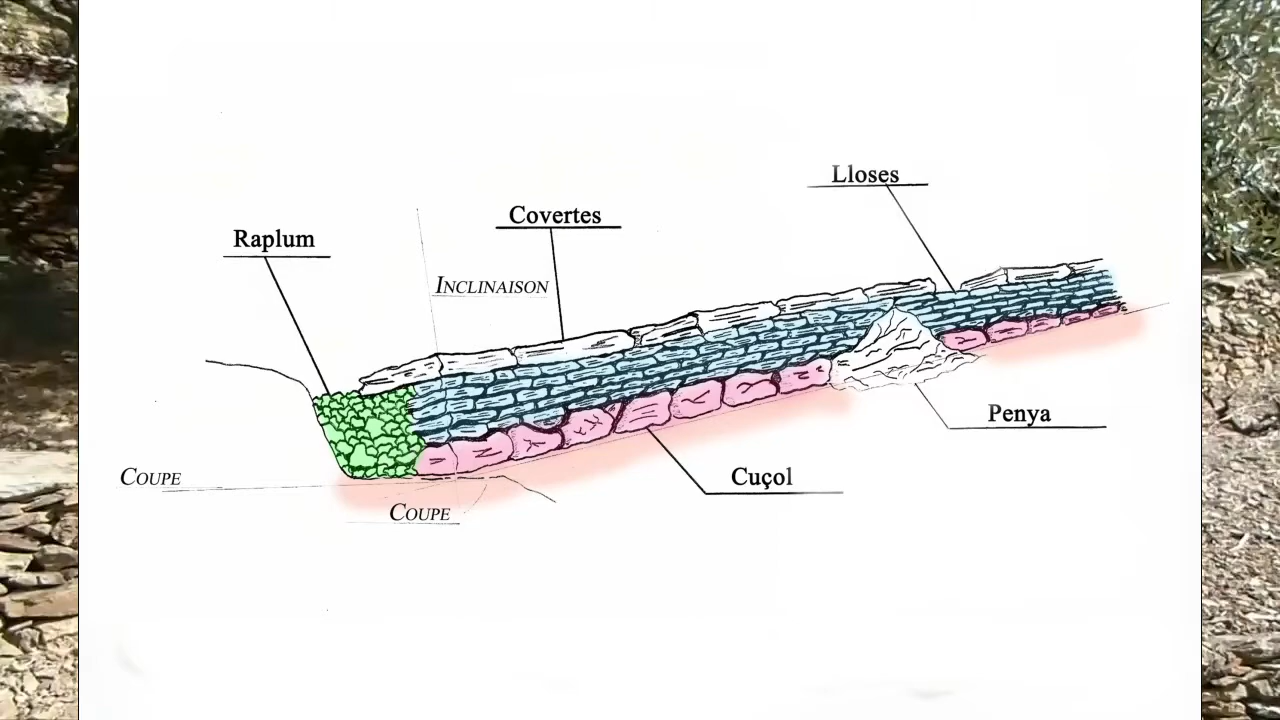 Lloses
Covertes
Raplum
INCLINAISON
Penya
Cuçol
COUPE
COUPE